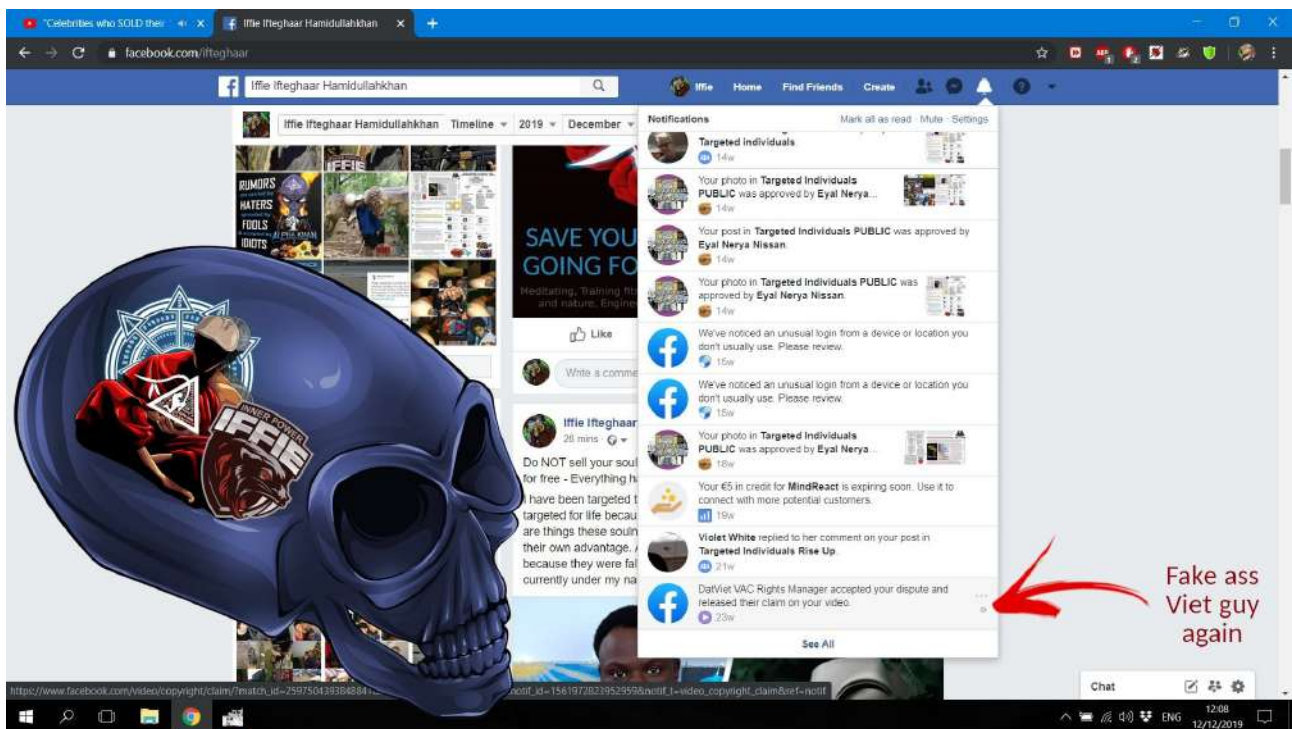 "Celebrities who SOLD their
Iffie Ifteghaar Hamidullahkhan
facebook.com/ifteghaar
Iffie Ifteghaar Hamidullahkhan
Iffie Home Find Friends Create
Iffie Ifteghaar Hamidullahkhan Timeline 2019 December
Notifications
Mark all as read · Mute · Settings
Targeted Individuals
14w
Your photo in Targeted Individuals
PUBLIC was approved by Eyal Nerya...
14w
Your post in Targeted Individuals PUBLIC was approved by
Eyal Nerya Nissan.
14w
Your photo in Targeted Individuals PUBLIC was
approved by Eyal Nerya Nissan.
14w
We've noticed an unusual login from a device or location you
don't usually use. Please review.
15w
We've noticed an unusual login from a device or location you
don't usually use. Please review.
Your photo in Targeted Individuals
PUBLIC was approved by Eyal Nerya...
Your €5 in credit for MindReact is expiring soon. Use it to
connect with more potential customers.
19w
Violet White replied to her comment on your post in
Targeted Individuals Rise Up.
21w
DatViet VAC Rights Manager accepted your dispute and
released their claim on your video.
23w
See All
IFFIE
RUMORS
HATERS
FOOLS
IDIOTS
ALPHA KHAN
SAVE YOU
GOING FO
Meditating, Training fit
and nature, Engine
Like
Write a comme
Iffie Ifteghaar
26 mins
Do NOT sell your soul
for free - Everything h
I have been targeted t
targeted for life becau
are things these souln
their own advantage. A
because they were fal
currently under my na
INNER POWER
IFFIE
Fake ass
Viet guy
again
Chat
ENG
12:08
12/12/2019